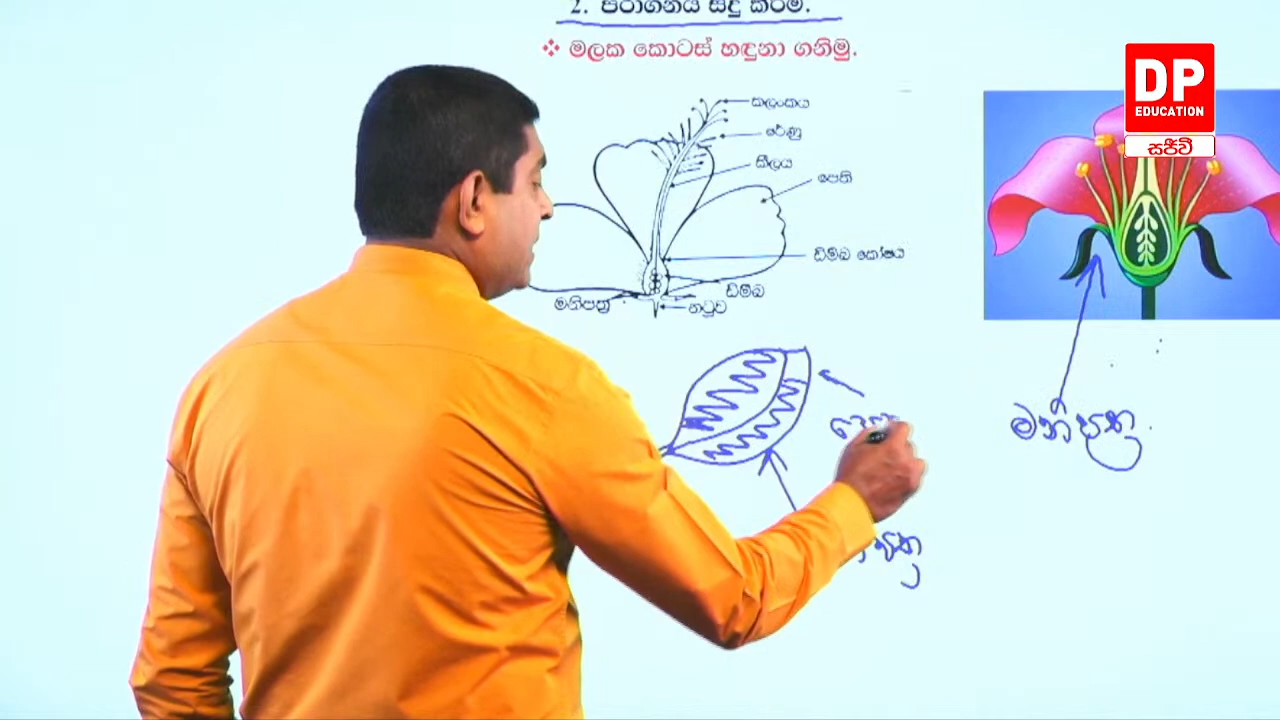 2. පරාගනය සිදු කිරීම.
❖ මලක කොටස් හඳුනා ගනිමු.
කලංකය
රේණු
කීලය
පෙති
ඩිම්බ කෝෂය
ඩිම්බ
මනිපත්‍ර
නටුව
DP
EDUCATION
සජීවී
මනිපත්‍ර.